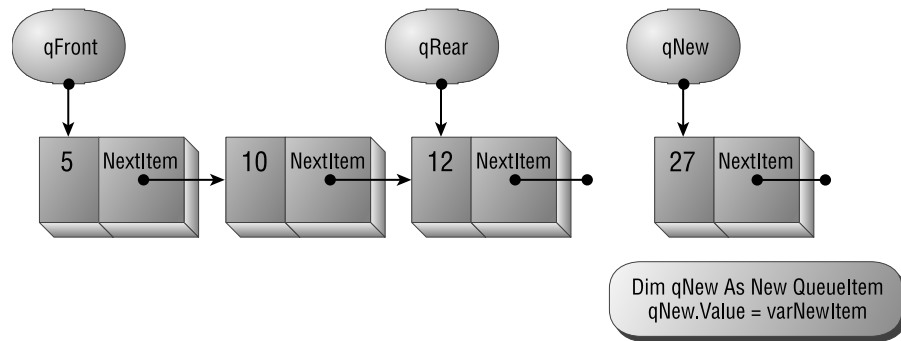 qFront
qRear
qNew
5 NextItem
10 NextItem
12 NextItem
27 NextItem
Dim qNew As New QueueItem
qNew.Value = varNewItem